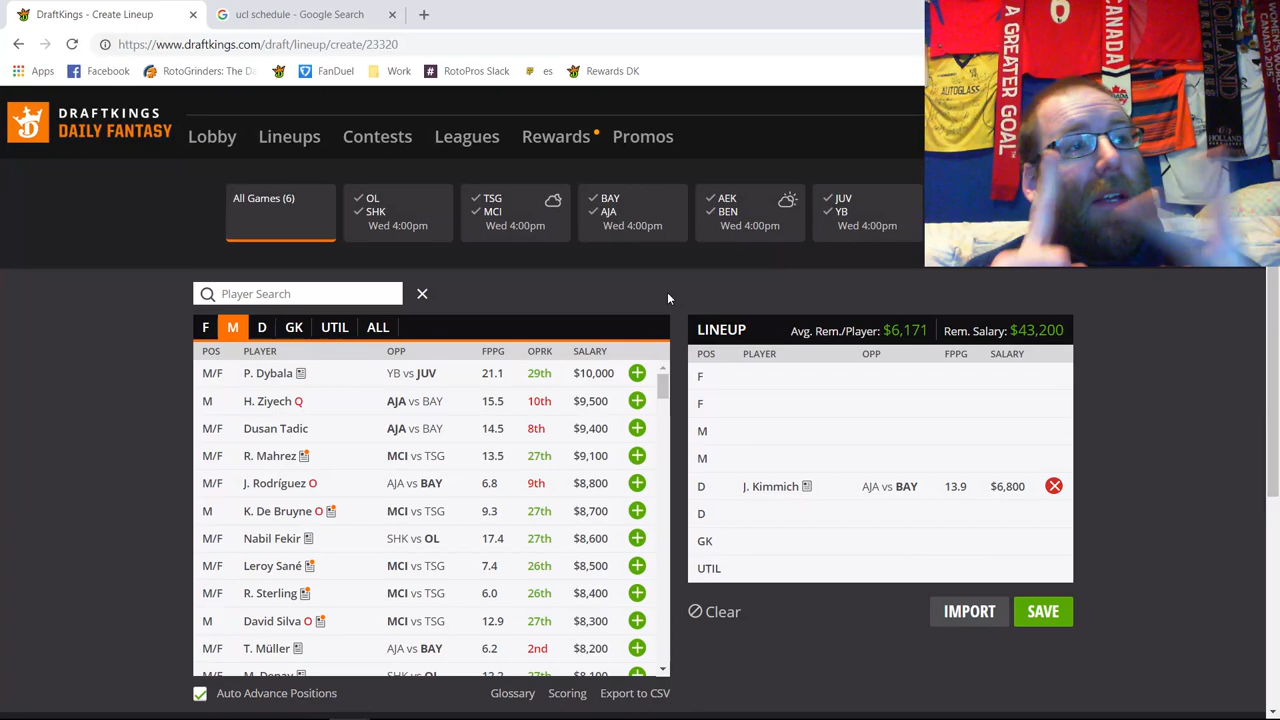 DraftKings - Create Lineup
ucl schedule - Google Search
https://www.draftkings.com/draft/lineup/create/23320
Apps Facebook RotoGrinders: The Da FanDuel Work RotoPros Slack es Rewards DK
DRAFTKINGS
DAILY FANTASY
Lobby Lineups Contests Leagues Rewards Promos
All Games (6)
OL
SHK
Wed 4:00pm
TSG
MCI
Wed 4:00pm
BAY
AJA
Wed 4:00pm
AEK
BEN
Wed 4:00pm
JUV
YB
Wed 4:00pm
A GREATER GOAL
CANADA
AUTOGLASS
HOLLAND
WOMEN'S WORLD
CANADA 2015
HOLLAND
Player Search
F M D GK UTIL ALL
POS PLAYER OPP FPPG OPRK SALARY
M/F P. Dybala YB vs JUV 21.1 29th $10,000
M H. Ziyech Q AJA vs BAY 15.5 10th $9,500
M/F Dusan Tadic AJA vs BAY 14.5 8th $9,400
M/F R. Mahrez MCI vs TSG 13.5 27th $9,100
M/F J. Rodríguez O AJA vs BAY 6.8 9th $8,800
M K. De Bruyne O MCI vs TSG 9.3 27th $8,700
M/F Nabil Fekir SHK vs OL 17.4 27th $8,600
M/F Leroy Sané MCI vs TSG 7.4 26th $8,500
M/F R. Sterling MCI vs TSG 6.0 26th $8,400
M David Silva O MCI vs TSG 12.9 27th $8,300
M/F T. Müller AJA vs BAY 6.2 2nd $8,200
Auto Advance Positions Glossary Scoring Export to CSV
LINEUP Avg. Rem./Player: $6,171 Rem. Salary: $43,200
POS PLAYER OPP FPPG SALARY
F
F
M
M
D J. Kimmich AJA vs BAY 13.9 $6,800
D
GK
UTIL
Clear IMPORT SAVE